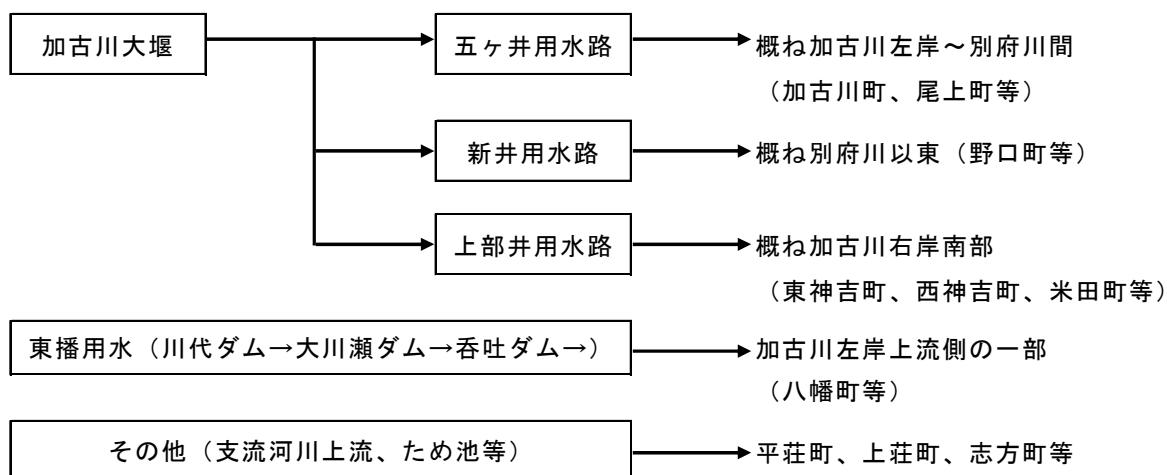 加古川大堰
五ヶ井用水路
概ね加古川左岸～別府川間
（加古川町、尾上町等）
新井用水路
概ね別府川以東（野口町等）
上部井用水路
概ね加古川右岸南部
（東神吉町、西神吉町、米田町等）
東播用水（川代ダム→大川瀬ダム→呑吐ダム→）
加古川左岸上流側の一部
（八幡町等）
その他（支流河川上流、ため池等）
平荘町、上荘町、志方町等